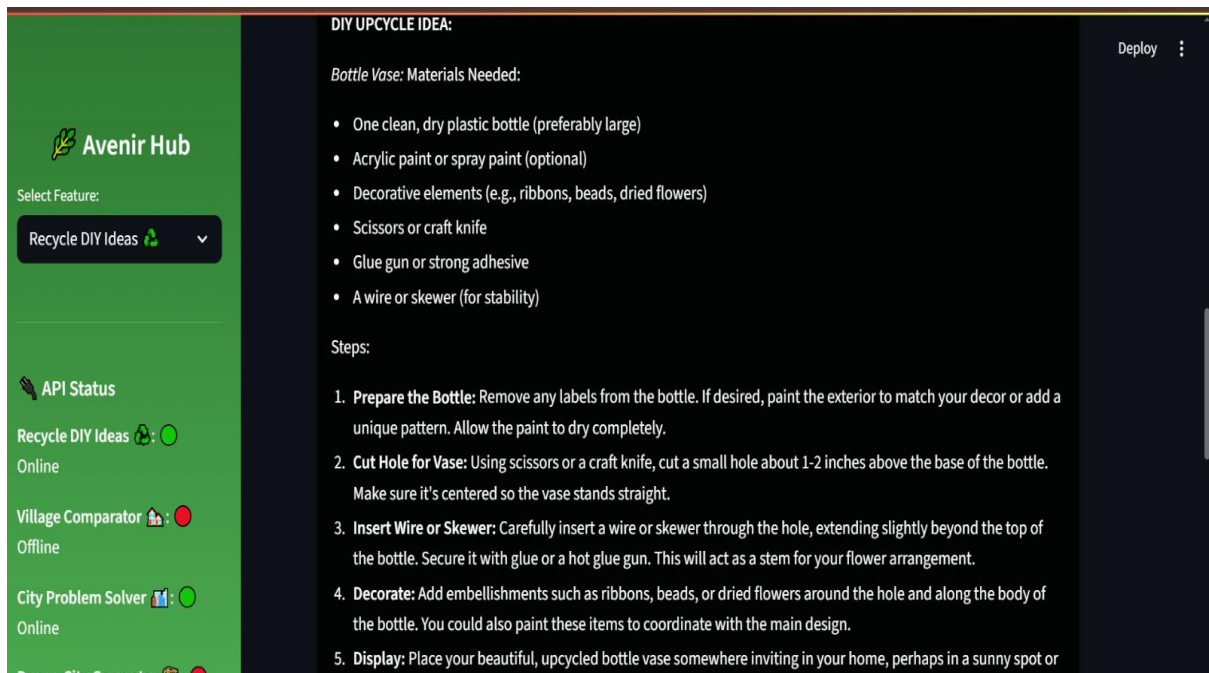 Avenir Hub
Select Feature:
Recycle DIY Ideas
API Status
Recycle DIY Ideas :
Online
Village Comparator :
Offline
City Problem Solver :
Online
DIY UPCYCLE IDEA:
Bottle Vase: Materials Needed:
• One clean, dry plastic bottle (preferably large)
• Acrylic paint or spray paint (optional)
• Decorative elements (e.g., ribbons, beads, dried flowers)
• Scissors or craft knife
• Glue gun or strong adhesive
• A wire or skewer (for stability)
Steps:
1. Prepare the Bottle: Remove any labels from the bottle. If desired, paint the exterior to match your decor or add a
unique pattern. Allow the paint to dry completely.
2. Cut Hole for Vase: Using scissors or a craft knife, cut a small hole about 1-2 inches above the base of the bottle.
Make sure it's centered so the vase stands straight.
3. Insert Wire or Skewer: Carefully insert a wire or skewer through the hole, extending slightly beyond the top of
the bottle. Secure it with glue or a hot glue gun. This will act as a stem for your flower arrangement.
4. Decorate: Add embellishments such as ribbons, beads, or dried flowers around the hole and along the body of
the bottle. You could also paint these items to coordinate with the main design.
5. Display: Place your beautiful, upcycled bottle vase somewhere inviting in your home, perhaps in a sunny spot or
Deploy